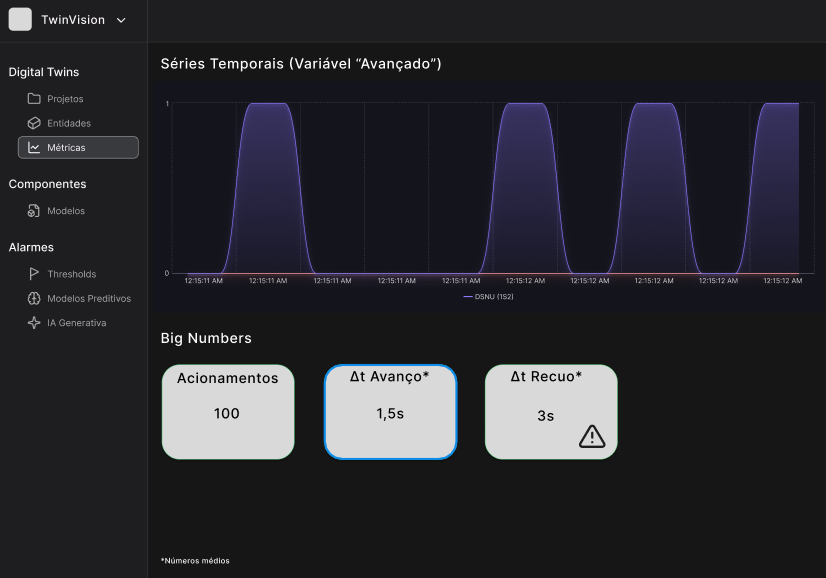 TwinVision
Digital Twins
Projetos
Entidades
Métricas
Componentes
Modelos
Alarmes
Thresholds
Modelos Preditivos
IA Generativa
Séries Temporais (Variável “Avançado”)
1
0
12:15:11 AM 12:15:11 AM 12:15:11 AM 12:15:11 AM 12:15:11 AM 12:15:12 AM 12:15:12 AM 12:15:12 AM 12:15:12 AM 12:15:12 AM
DSNU (1S2)
Big Numbers
Acionamentos
100
Δt Avanço*
1,5s
Δt Recuo*
3s
*Números médios